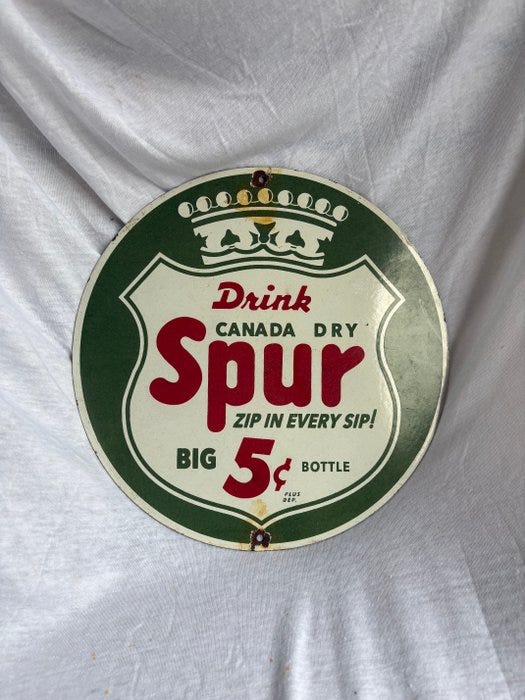 Drink
CANADA DRY
Spur
ZIP IN EVERY SIP!
BIG 5¢ BOTTLE
PLUS
DEP.